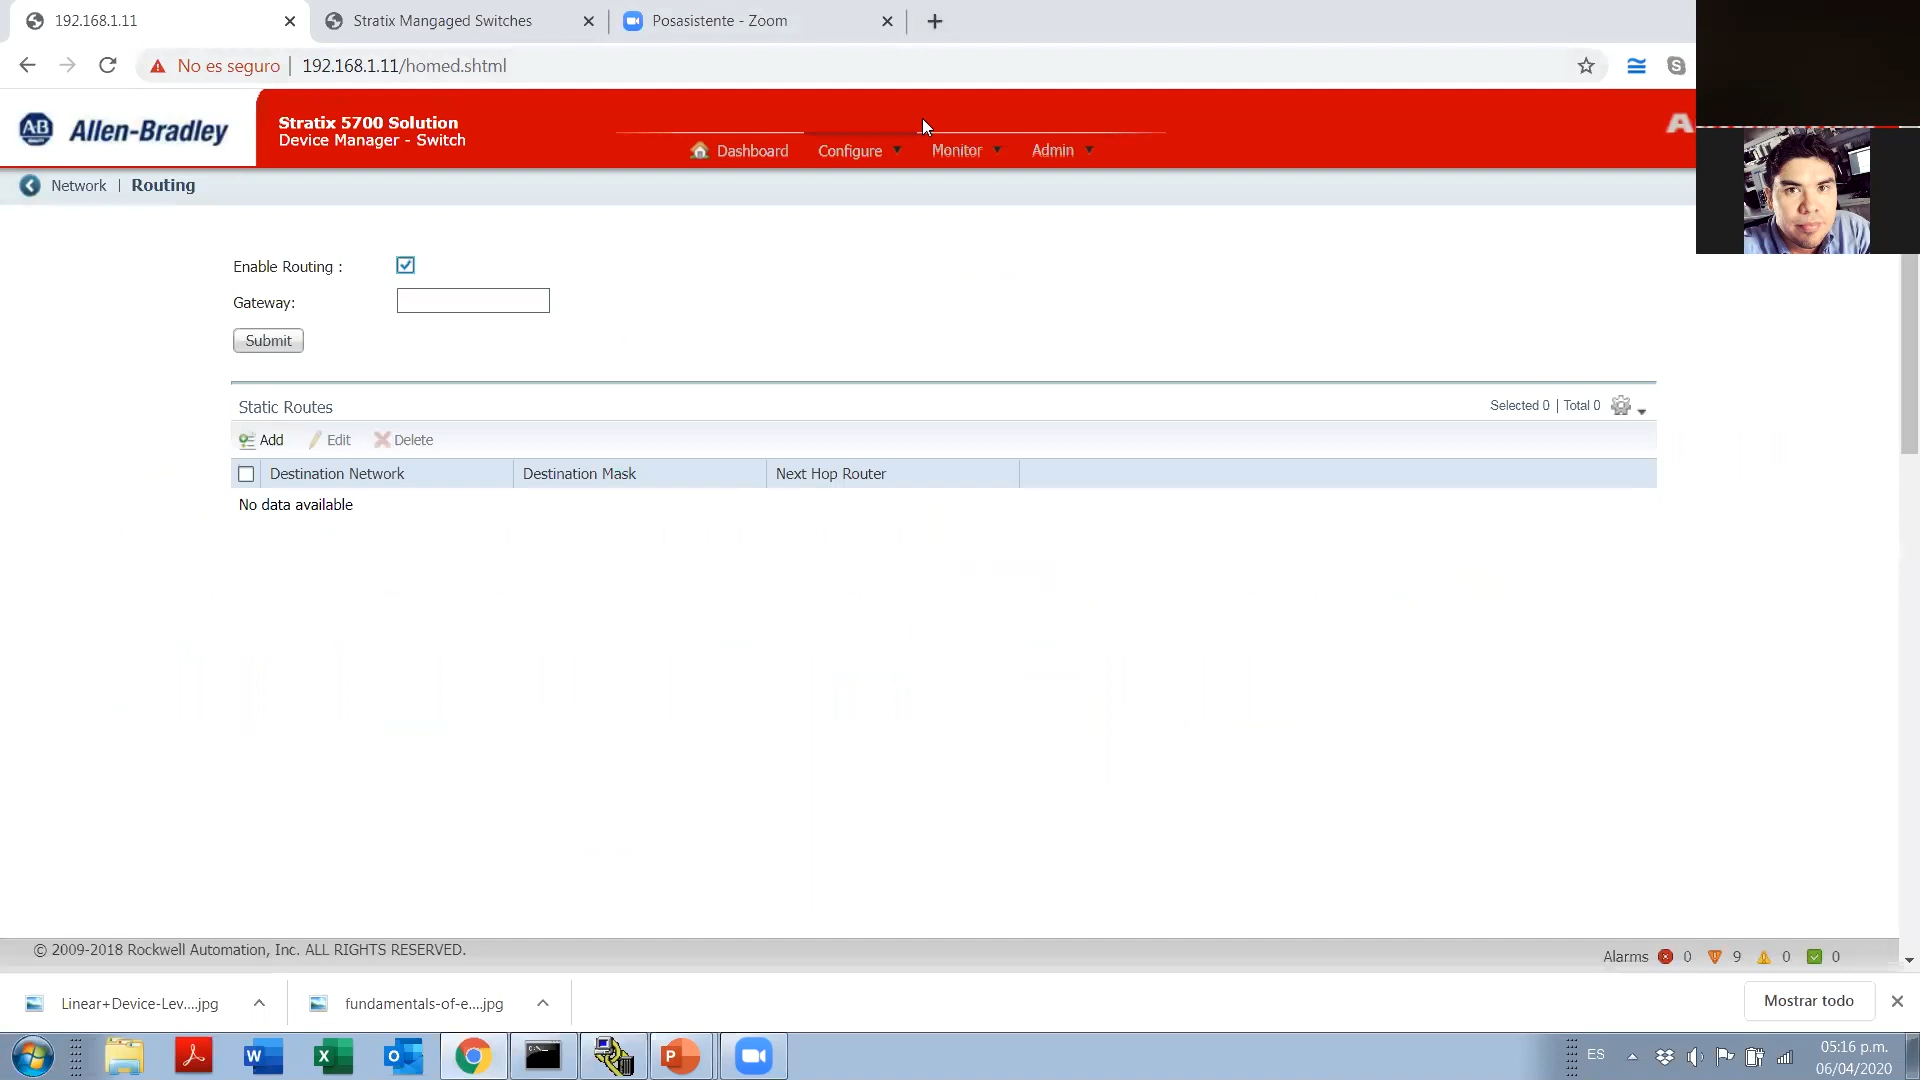 192.168.1.11
Stratix Mangaged Switches
Posasistente - Zoom
No es seguro | 192.168.1.11/homed.shtml
AB Allen-Bradley
Stratix 5700 Solution
Device Manager - Switch
Dashboard Configure Monitor Admin
A
Network | Routing
Enable Routing :
Gateway:
Submit
Static Routes
Selected 0 | Total 0
Add Edit Delete
Destination Network Destination Mask Next Hop Router
No data available
© 2009-2018 Rockwell Automation, Inc. ALL RIGHTS RESERVED.
Alarms 0 9 0 0
Linear+Device-Lev....jpg
fundamentals-of-e....jpg
Mostrar todo
ES
05:16 p.m.
06/04/2020